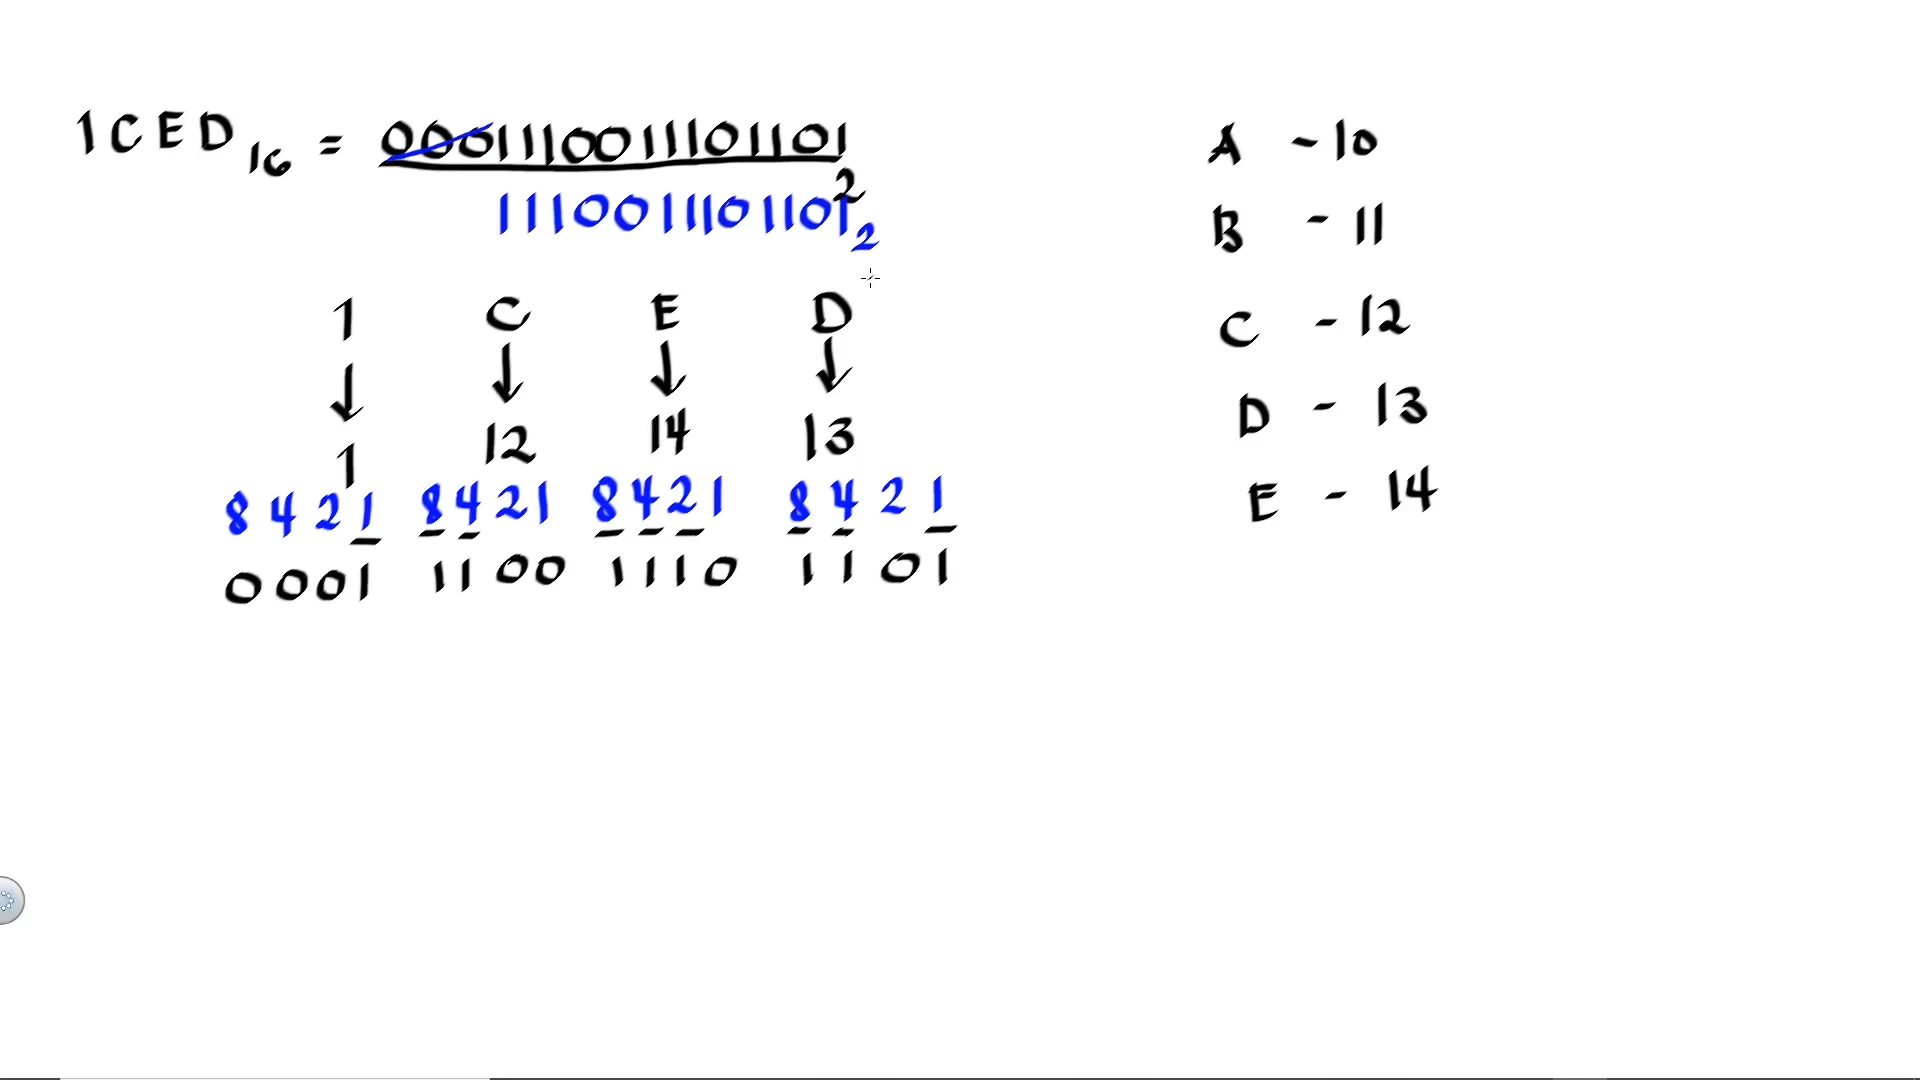 1CED16 = 0001110011101101 2
1110011101101 2
1 C E D
1 12 14 13
8 4 2 1 8 4 2 1 8 4 2 1 8 4 2 1
0001 1100 1110 1101
A - 10
B - 11
C - 12
D - 13
E - 14